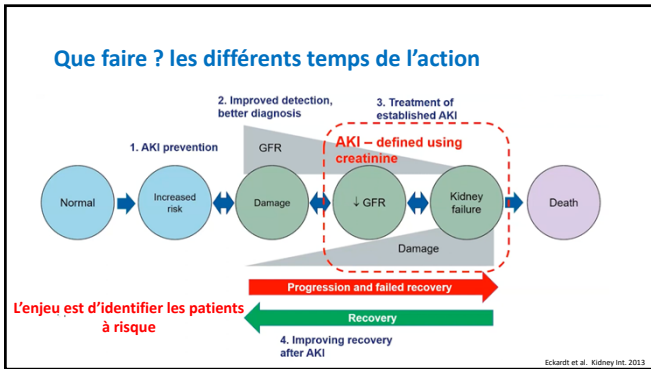 Que faire ? les différents temps de l'action
2. Improved detection,
better diagnosis
3. Treatment of
established AKI
1. AKI prevention
GFR
AKI – defined using
creatinine
Normal
Increased
risk
Damage
↓ GFR
Kidney
failure
Death
Damage
Progression and failed recovery
L'enjeu est d'identifier les patients
à risque
Recovery
4. Improving recovery
after AKI
Eckardt et al. Kidney Int. 2013